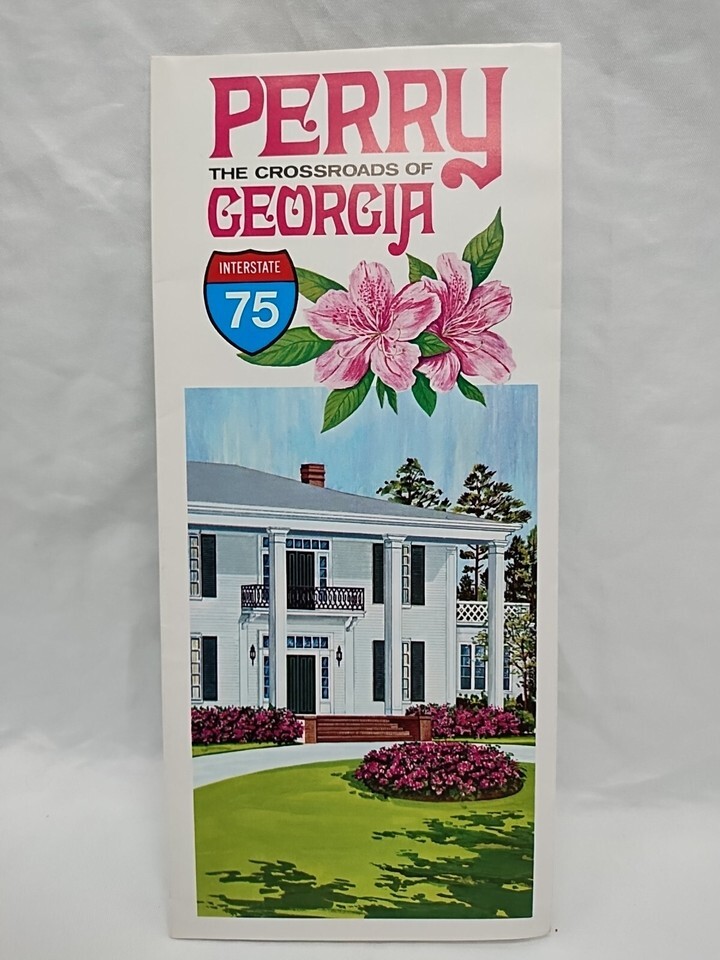 PERRY
THE CROSSROADS OF
GEORGIA
INTERSTATE
75